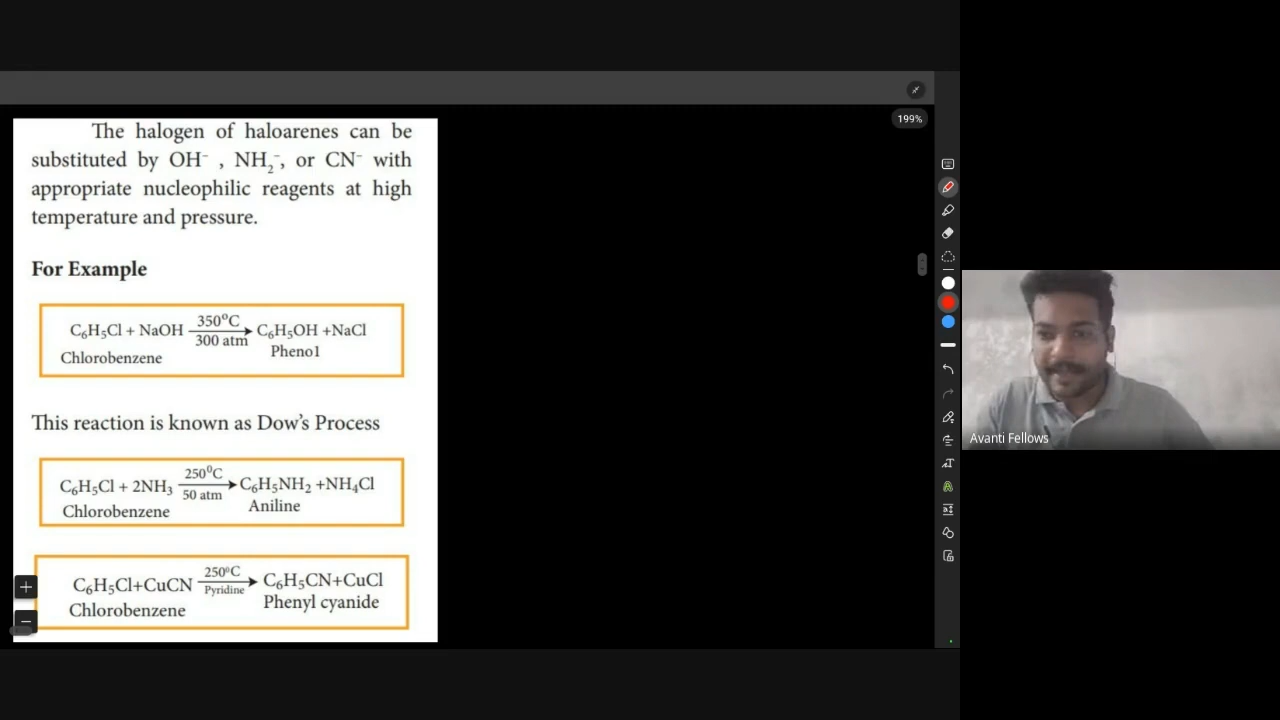 199%
The halogen of haloarenes can be
substituted by OH⁻ , NH₂⁻, or CN⁻ with
appropriate nucleophilic reagents at high
temperature and pressure.
For Example
C₆H₅Cl + NaOH 350⁰C 300 atm → C₆H₅OH +NaCl
Chlorobenzene Pheno1
This reaction is known as Dow's Process
C₆H₅Cl + 2NH₃ 250⁰C 50 atm → C₆H₅NH₂ +NH₄Cl
Chlorobenzene Aniline
C₆H₅Cl+CuCN 250⁰C Pyridine → C₆H₅CN+CuCl
Chlorobenzene Phenyl cyanide
Avanti Fellows